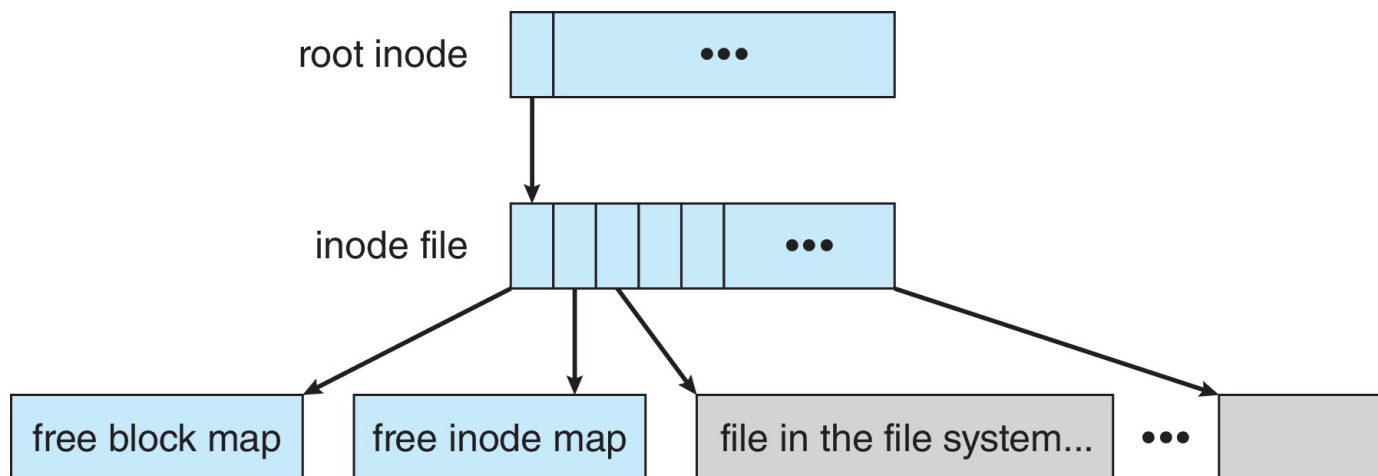 root inode
•••
inode file
•••
free block map
free inode map
file in the file system...
•••